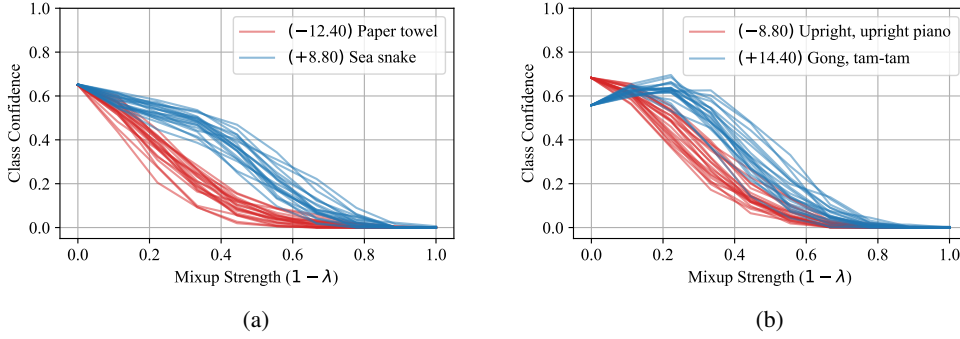 1.0
0.8
0.6
0.4
0.2
0.0
Class Confidence
(−12.40) Paper towel
(+8.80) Sea snake
0.0 0.2 0.4 0.6 0.8 1.0
Mixup Strength (1 − λ)
(a)
1.0
0.8
0.6
0.4
0.2
0.0
Class Confidence
(−8.80) Upright, upright piano
(+14.40) Gong, tam-tam
0.0 0.2 0.4 0.6 0.8 1.0
Mixup Strength (1 − λ)
(b)